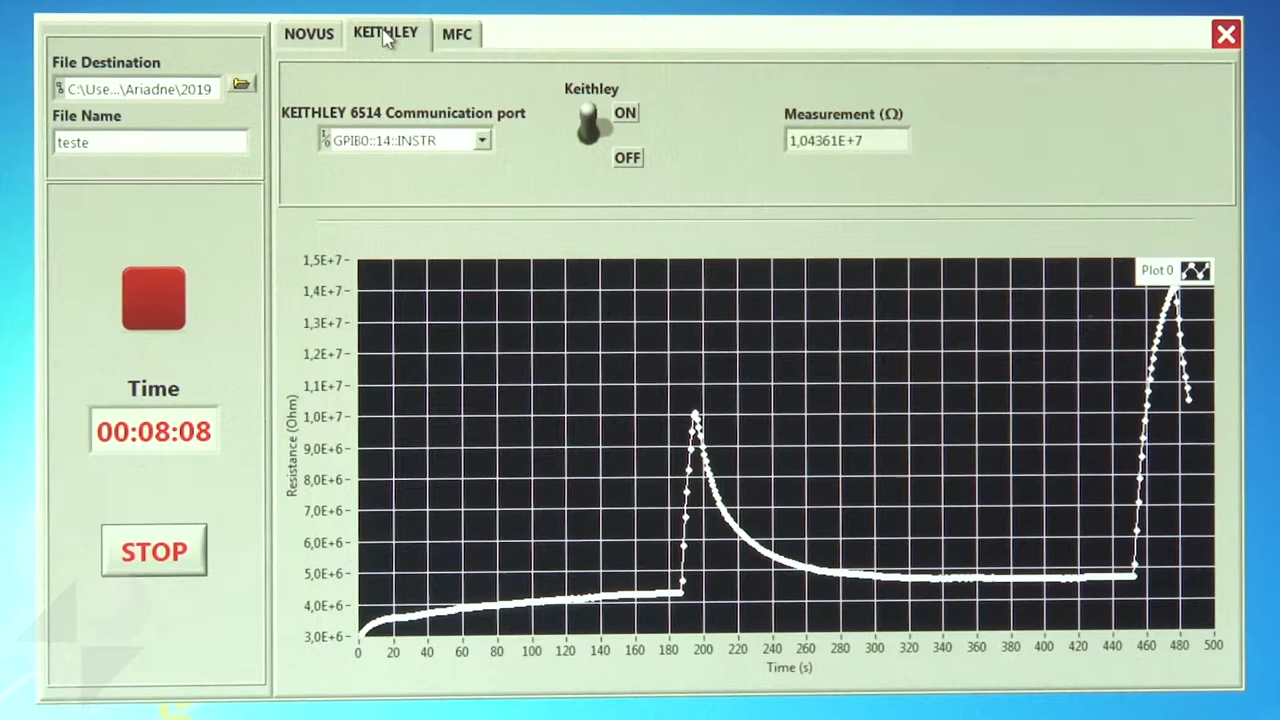 NOVUS
KEITHLEY
MFC
File Destination
C:\Use...\Ariadne\2019
File Name
teste
Time
00:08:08
STOP
KEITHLEY 6514 Communication port
GPIB0::14::INSTR
Keithley
ON
OFF
Measurement (Ω)
1,04361E+7
Plot 0
Resistance (Ohm)
1,5E+7
1,4E+7
1,3E+7
1,2E+7
1,1E+7
1,0E+7
9,0E+6
8,0E+6
7,0E+6
6,0E+6
5,0E+6
4,0E+6
3,0E+6
0 20 40 60 80 100 120 140 160 180 200 220 240 260 280 300 320 340 360 380 400 420 440 460 480 500
Time (s)